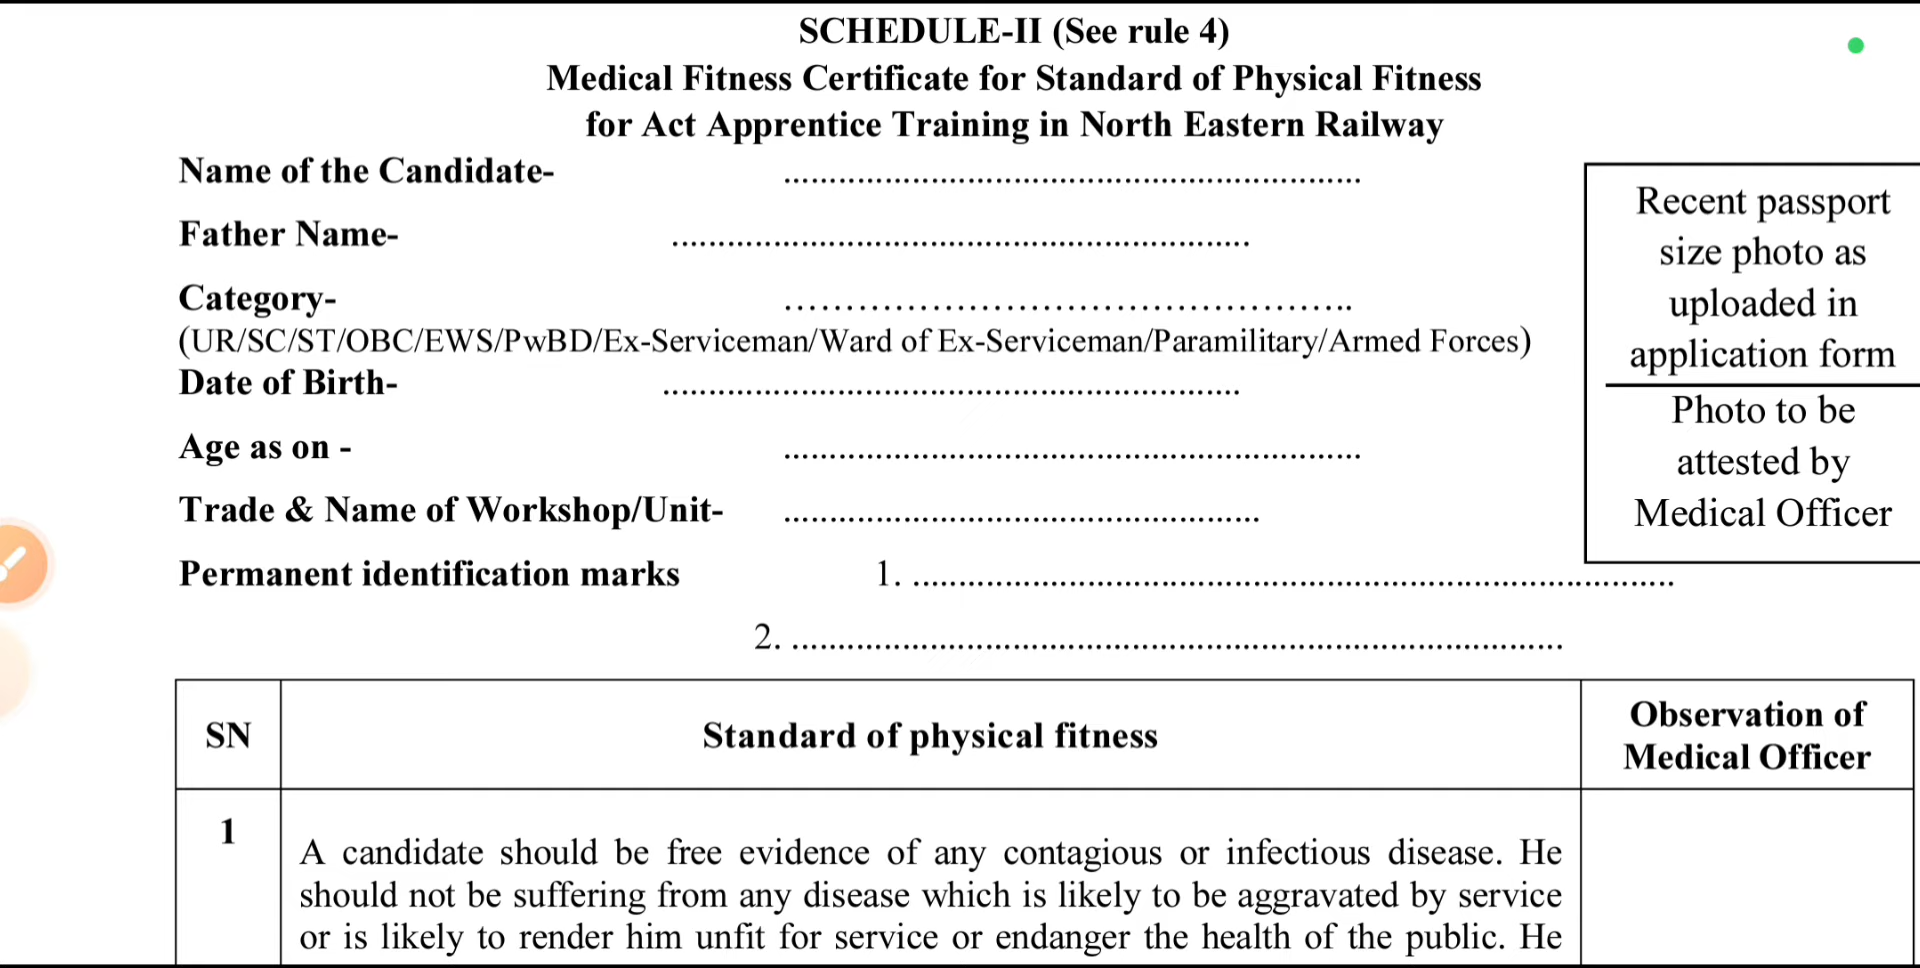 SCHEDULE-II (See rule 4)
Medical Fitness Certificate for Standard of Physical Fitness
for Act Apprentice Training in North Eastern Railway
Name of the Candidate- ...............................................................
Father Name- ...............................................................
Category- ...................................................
(UR/SC/ST/OBC/EWS/PwBD/Ex-Serviceman/Ward of Ex-Serviceman/Paramilitary/Armed Forces)
Date of Birth- ...............................................................
Age as on - ...............................................................
Trade & Name of Workshop/Unit- ....................................................
Permanent identification marks 1. ...................................................................................
2. ....................................................................................
Recent passport
size photo as
uploaded in
application form
Photo to be
attested by
Medical Officer
SN
Standard of physical fitness
Observation of
Medical Officer
1
A candidate should be free evidence of any contagious or infectious disease. He
should not be suffering from any disease which is likely to be aggravated by service
or is likely to render him unfit for service or endanger the health of the public. He